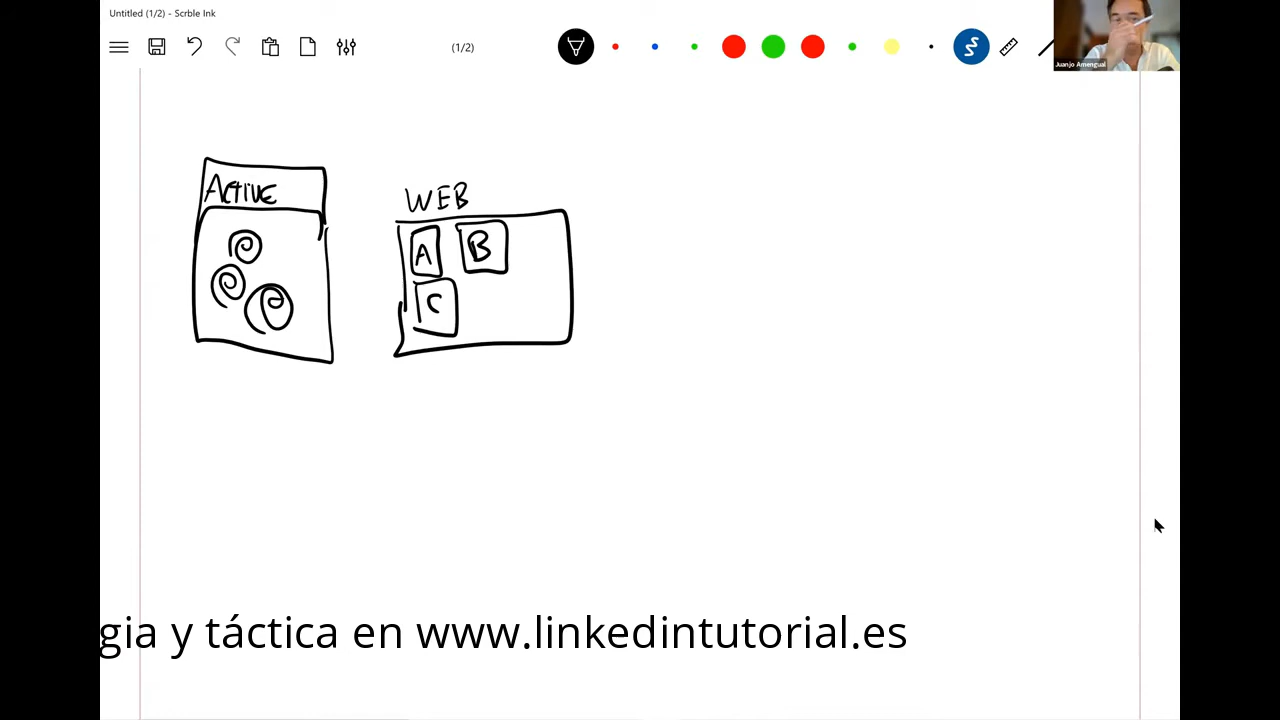 Untitled (1/2) - Scrble Ink
(1/2)
Juanjo Amengual
ACTIVE
WEB
A
B
C
gia y táctica en www.linkedintutorial.es